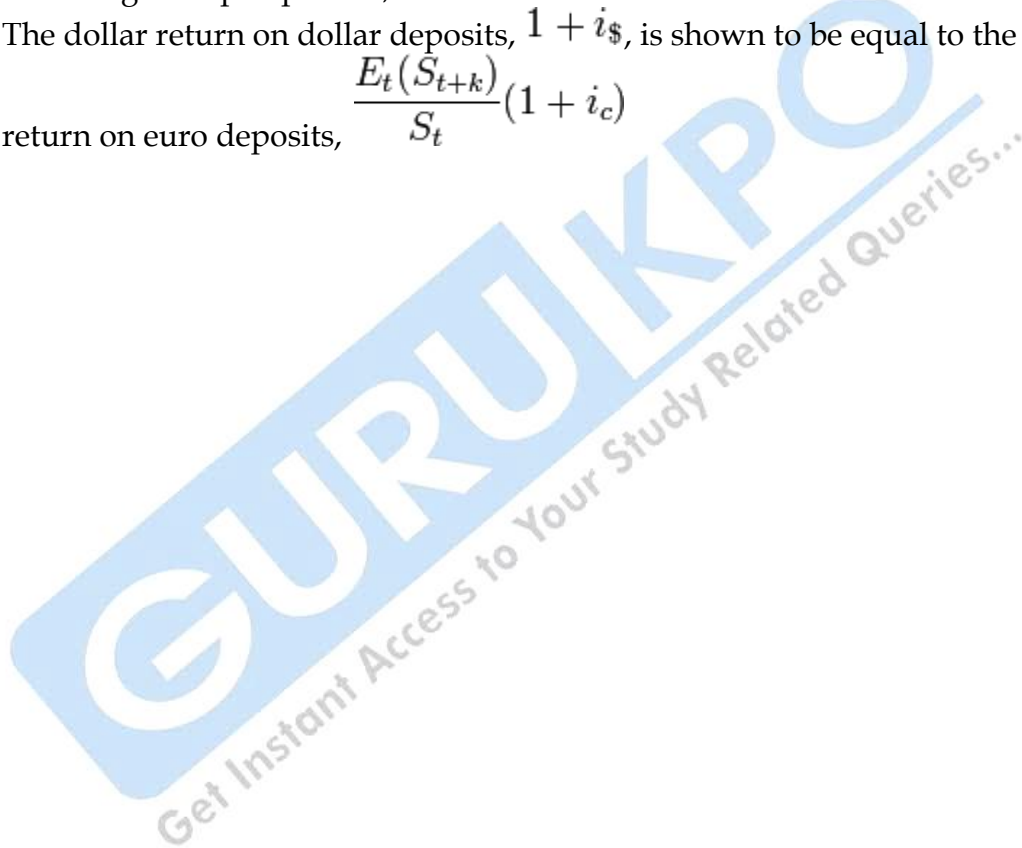 The dollar return on dollar deposits, 1 + i$, is shown to be equal to the
return on euro deposits, E_t(S_{t+k})/S_t (1 + i_c)
GURUKPO
Get Instant Access to Your Study Related Queries...